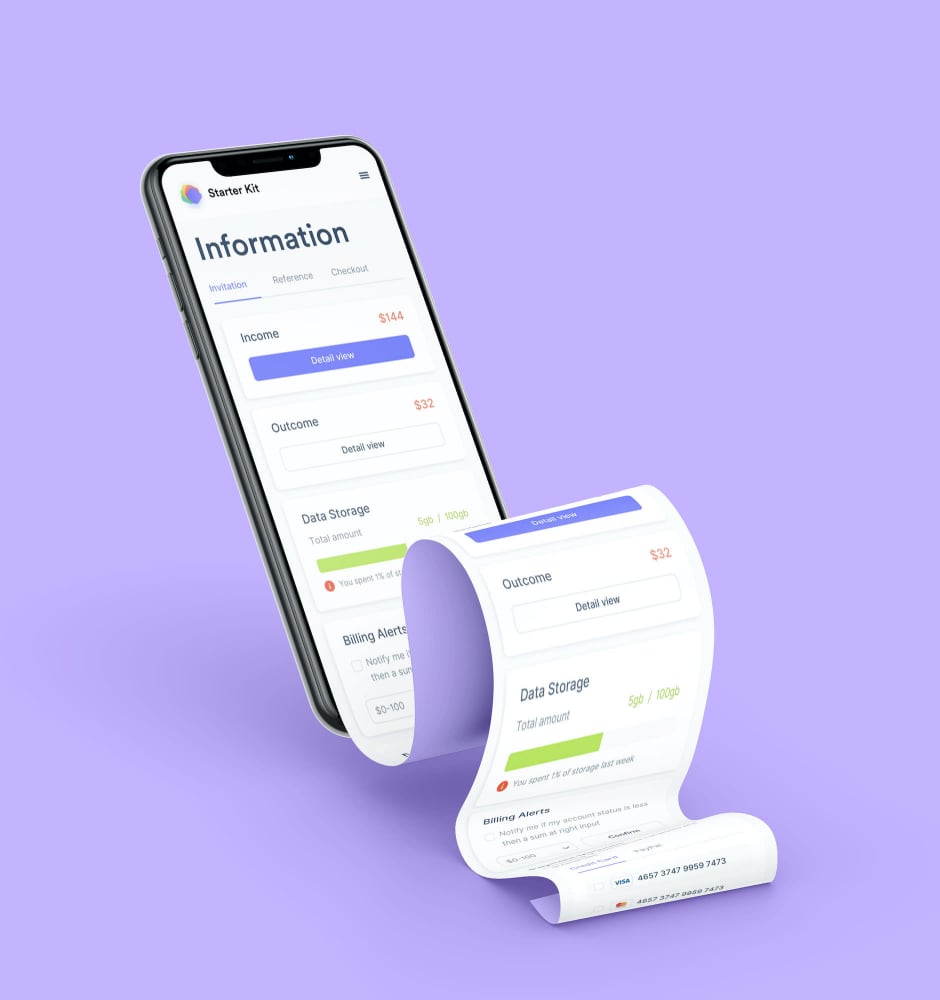 Starter Kit
Information
Invitation
Reference
Checkout
Income
$144
Detail view
Outcome
$32
Detail view
Data Storage
Total amount
5gb / 100gb
You spent 1% of
Billing Alerts
Notify me
then a sum
$0-100
Detail view
Outcome
$32
Detail view
Data Storage
Total amount
5gb / 100gb
You spent 1% of storage last week
Billing Alerts
Notify me if my account status is less
then a sum at right input
$0-100
Confirm
Credit Card
PayPal
VISA
4657 3747 9959 7473
4657 3747 9959 7473